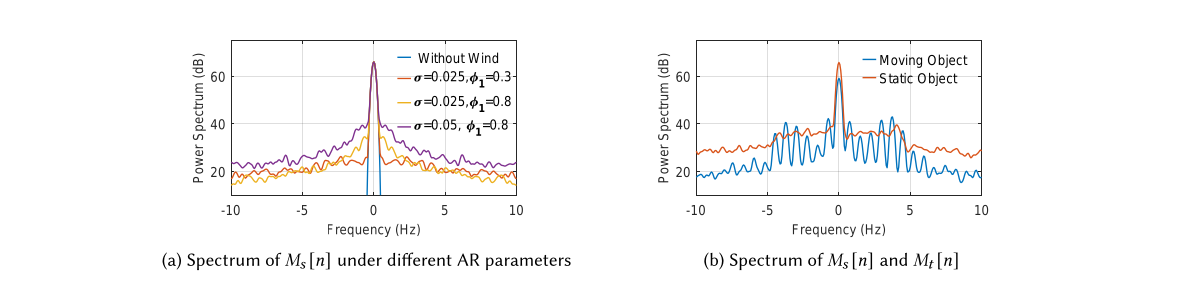 Power Spectrum (dB)
60
40
20
-10 -5 0 5 10
Frequency (Hz)
Without Wind
σ=0.025,ϕ1=0.3
σ=0.025,ϕ1=0.8
σ=0.05, ϕ1=0.8
(a) Spectrum of Ms[n] under different AR parameters
Power Spectrum (dB)
60
40
20
-10 -5 0 5 10
Frequency (Hz)
Moving Object
Static Object
(b) Spectrum of Ms[n] and Mt[n]